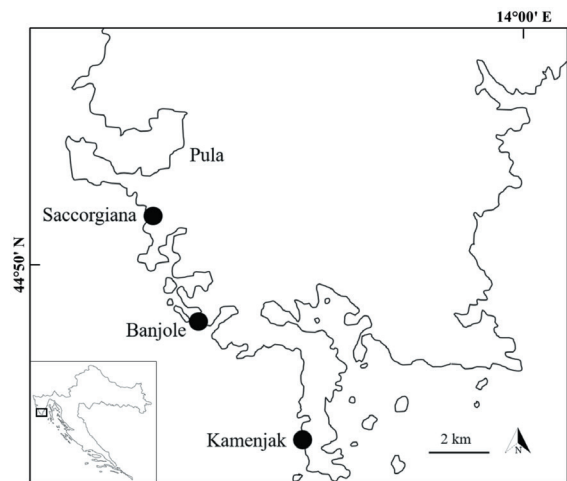 14°00' E
Pula
Saccorgiana
44°50' N
Banjole
Kamenjak
2 km
N